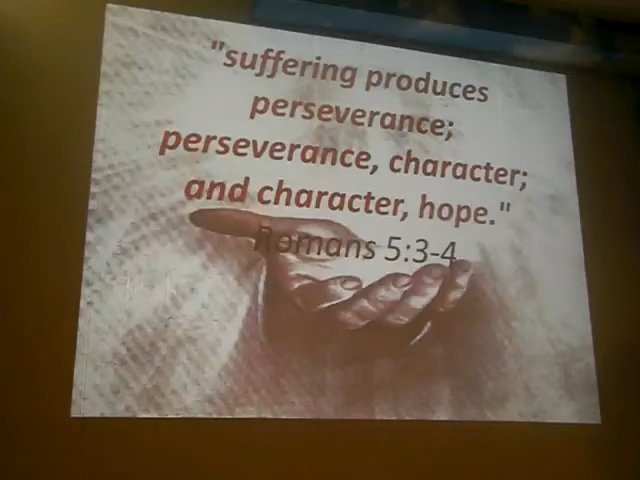 "suffering produces
perseverance;
perseverance, character;
and character, hope."
Romans 5:3-4